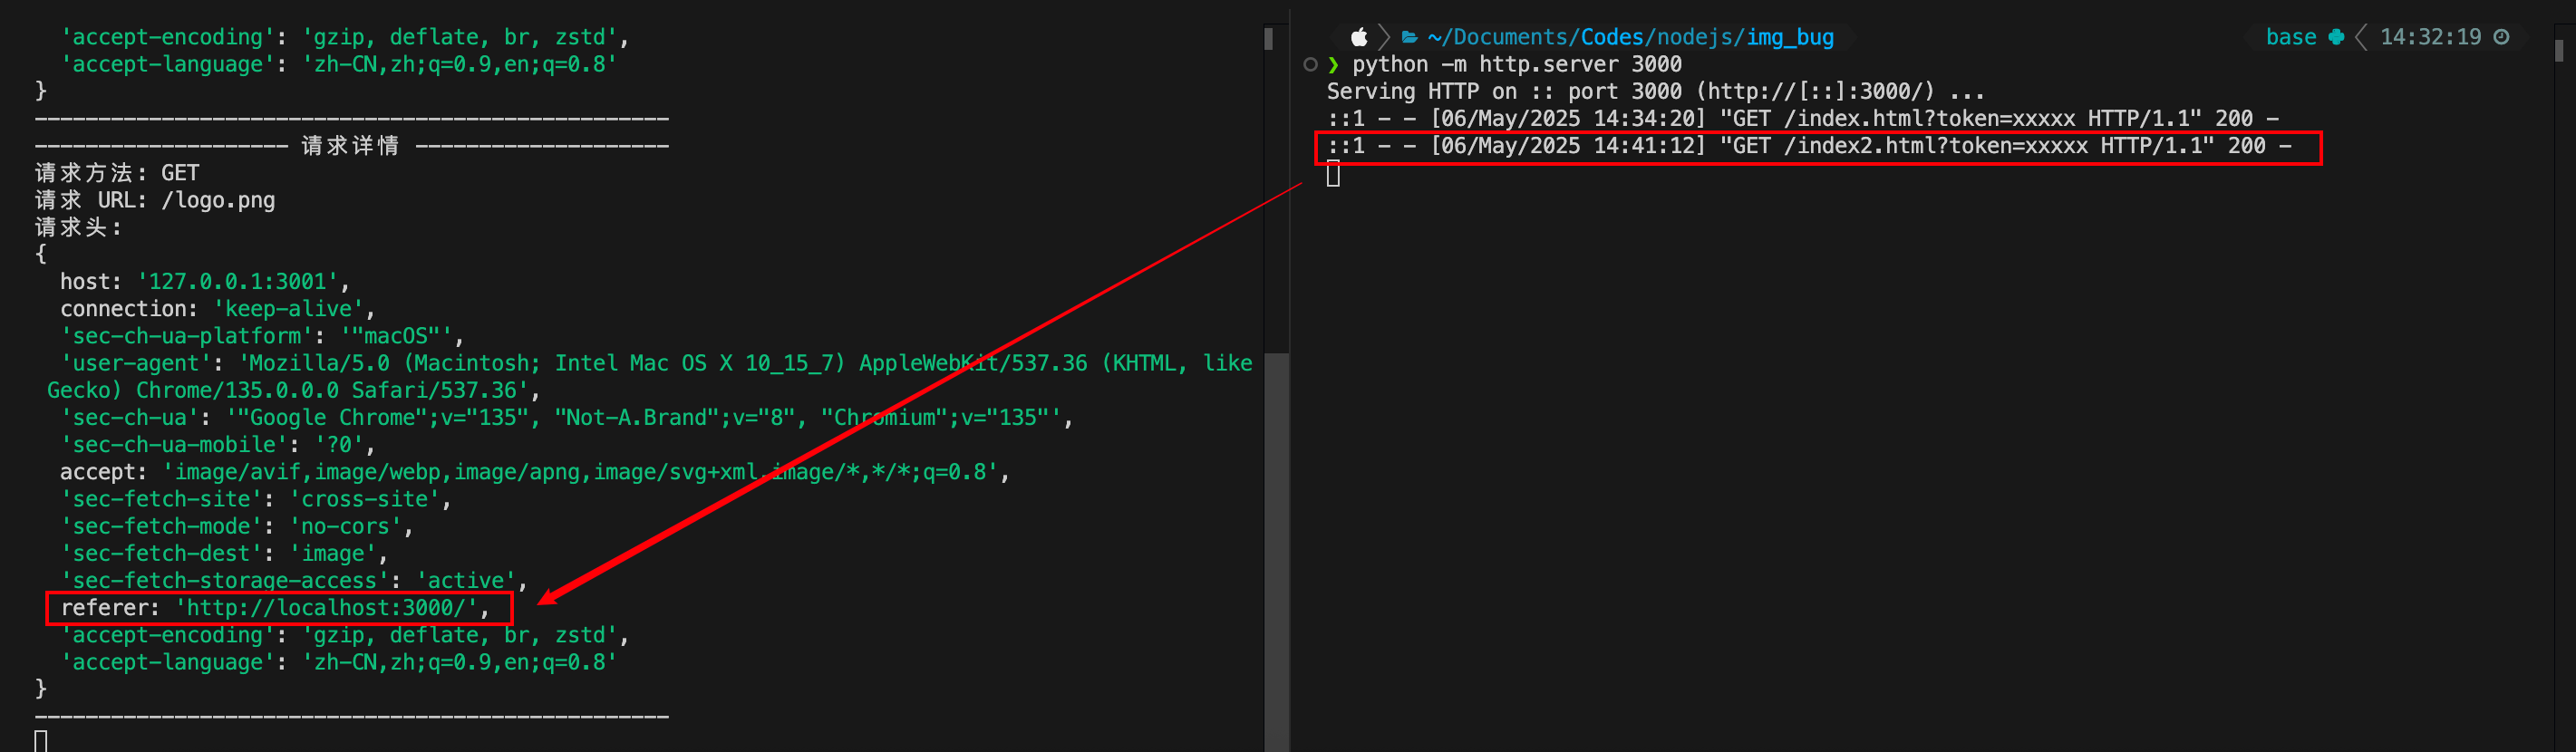 'accept-encoding': 'gzip, deflate, br, zstd',
'accept-language': 'zh-CN,zh;q=0.9,en;q=0.8'
}
--------------------------------------------------
-------------------- 请求详情 --------------------
请求方法: GET
请求 URL: /logo.png
请求头:
{
host: '127.0.0.1:3001',
connection: 'keep-alive',
'sec-ch-ua-platform': '"macOS"',
'user-agent': 'Mozilla/5.0 (Macintosh; Intel Mac OS X 10_15_7) AppleWebKit/537.36 (KHTML, like
Gecko) Chrome/135.0.0.0 Safari/537.36',
'sec-ch-ua': '"Google Chrome";v="135", "Not-A.Brand";v="8", "Chromium";v="135"',
'sec-ch-ua-mobile': '?0',
accept: 'image/avif,image/webp,image/apng,image/svg+xml,image/*,*/*;q=0.8',
'sec-fetch-site': 'cross-site',
'sec-fetch-mode': 'no-cors',
'sec-fetch-dest': 'image',
'sec-fetch-storage-access': 'active',
referer: 'http://localhost:3000/',
'accept-encoding': 'gzip, deflate, br, zstd',
'accept-language': 'zh-CN,zh;q=0.9,en;q=0.8'
}
--------------------------------------------------
~/Documents/Codes/nodejs/img_bug
base 14:32:19
❯ python -m http.server 3000
Serving HTTP on :: port 3000 (http://[::]:3000/) ...
::1 - - [06/May/2025 14:34:20] "GET /index.html?token=xxxxx HTTP/1.1" 200 -
::1 - - [06/May/2025 14:41:12] "GET /index2.html?token=xxxxx HTTP/1.1" 200 -